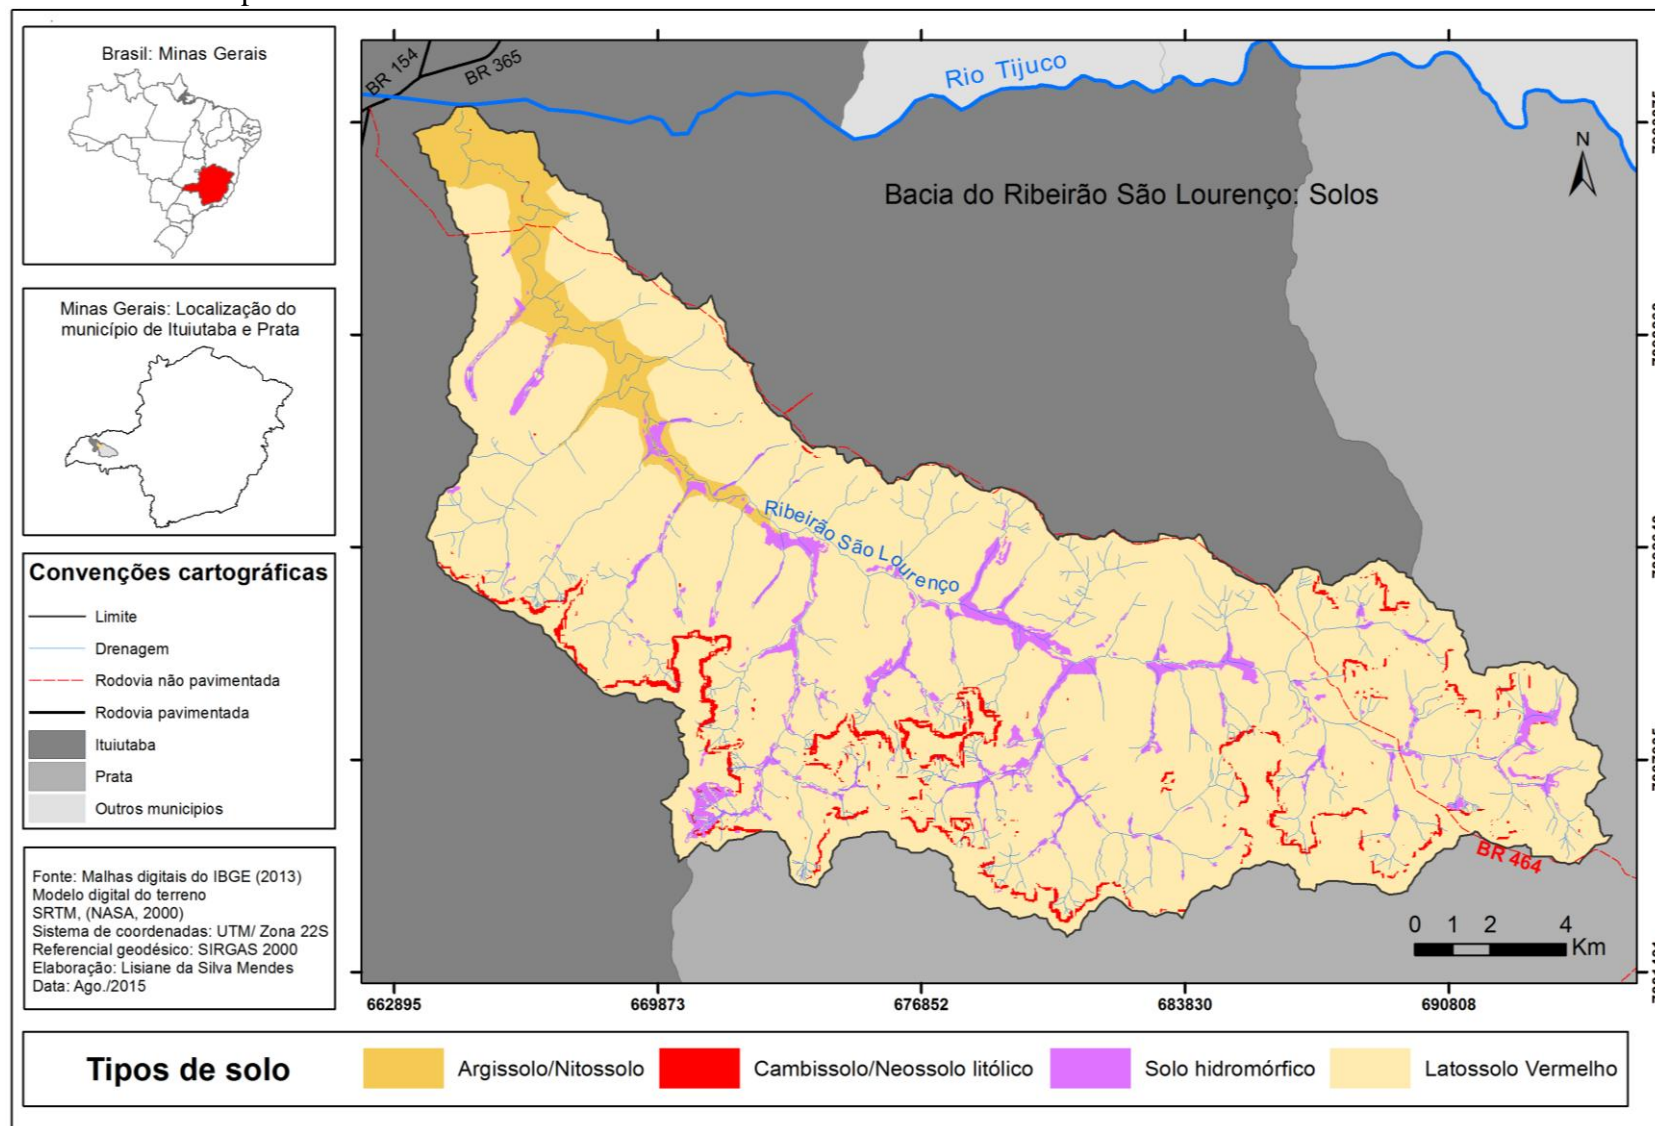 Brasil: Minas Gerais
Minas Gerais: Localização do
município de Ituiutaba e Prata
Convenções cartográficas
Limite
Drenagem
Rodovia não pavimentada
Rodovia pavimentada
Ituiutaba
Prata
Outros municipios
Fonte: Malhas digitais do IBGE (2013)
Modelo digital do terreno
SRTM, (NASA, 2000)
Sistema de coordenadas: UTM/ Zona 22S
Referencial geodésico: SIRGAS 2000
Elaboração: Lisiane da Silva Mendes
Data: Ago./2015
BR 154
BR 365
Rio Tijuco
N
Bacia do Ribeirão São Lourenço: Solos
Ribeirão São Lourenço
BR 464
0 1 2 4
Km
662895 669873 676852 683830 690808
Tipos de solo
Argissolo/Nitossolo
Cambissolo/Neossolo litólico
Solo hidromórfico
Latossolo Vermelho